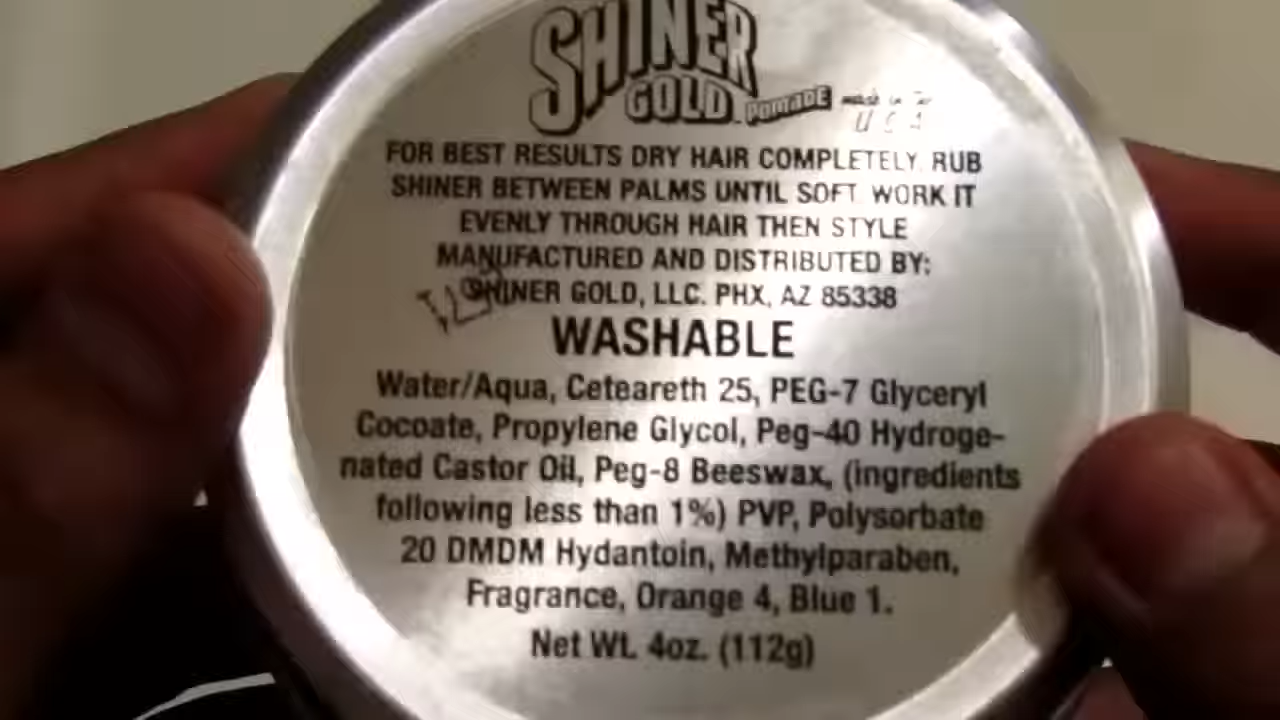 SHINER
GOLD POMADE made in the
U S A
FOR BEST RESULTS DRY HAIR COMPLETELY. RUB
SHINER BETWEEN PALMS UNTIL SOFT. WORK IT
EVENLY THROUGH HAIR THEN STYLE
MANUFACTURED AND DISTRIBUTED BY:
SHINER GOLD, LLC. PHX, AZ 85338
WASHABLE
Water/Aqua, Ceteareth 25, PEG-7 Glyceryl
Cocoate, Propylene Glycol, Peg-40 Hydroge-
nated Castor Oil, Peg-8 Beeswax, (ingredients
following less than 1%) PVP, Polysorbate
20 DMDM Hydantoin, Methylparaben,
Fragrance, Orange 4, Blue 1.
Net Wt. 4oz. (112g)